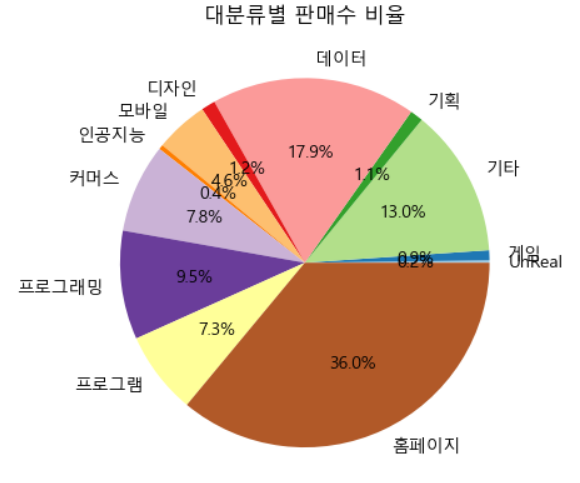 대분류별 판매수 비율
데이터
디자인
기획
모바일
인공지능
17.9%
1.2%
1.1%
기타
커머스
4.6%
0.4%
7.8%
13.0%
게임
0.9%
0.2%
UnReal
프로그래밍
9.5%
7.3%
36.0%
프로그램
홈페이지